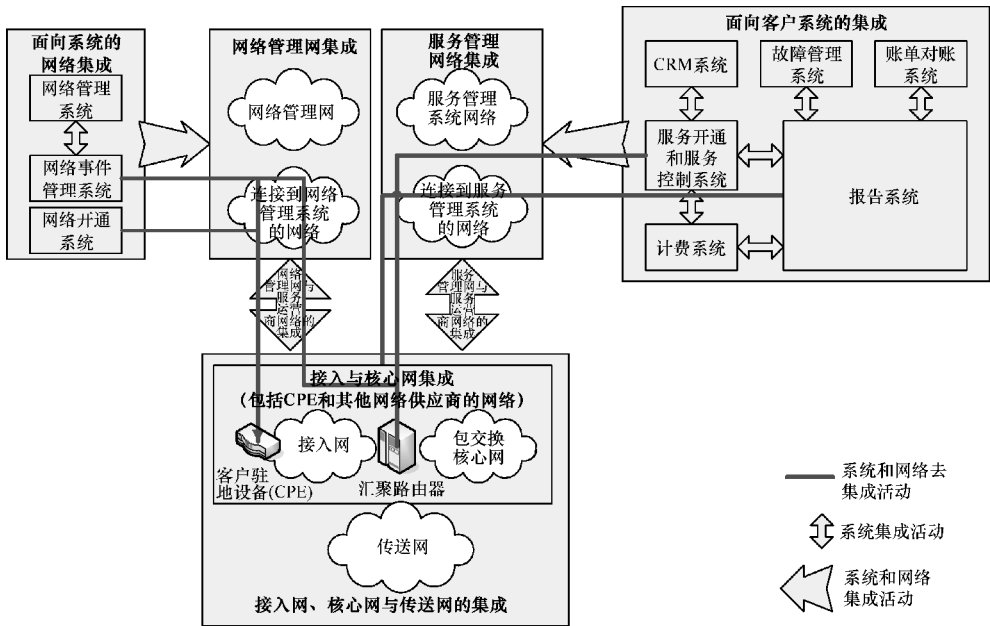 面向系统的
网络集成
网络管理
系统
网络事件
管理系统
网络开通
系统
网络管理网集成
网络管理网
连接到网络
管理系统
的网络
服务管理
网络集成
服务管理
系统网络
连接到服务
管理系统
的网络
面向客户系统的集成
CRM系统
故障管理
系统
账单对账
系统
服务开通
和服务
控制系统
报告系统
计费系统
网络
管理网与
服务
运营
商网络的
集成
服务
管理网与
服务
运营
商网络的
集成
接入与核心网集成
(包括CPE和其他网络供应商的网络)
接入网
包交换
核心网
客户驻
地设备(CPE)
汇聚路由器
传送网
接入网、核心网与传送网的集成
系统和网络去
集成活动
系统集成活动
系统和网络
集成活动